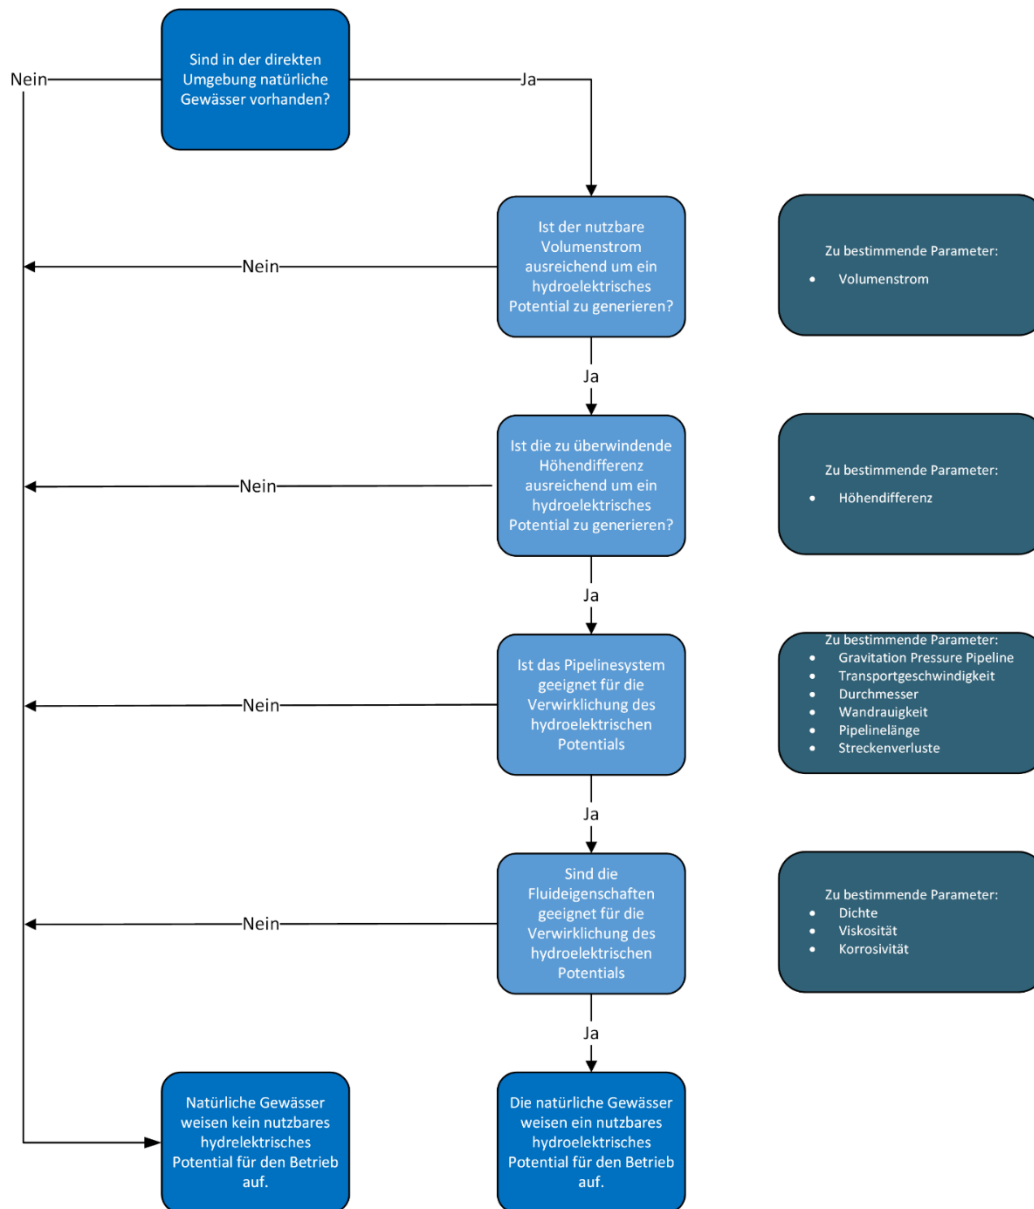 Sind in der direkten
Umgebung natürliche
Gewässer vorhanden?
Nein
Ja
Ist der nutzbare
Volumenstrom
ausreichend um ein
hydroelektrisches
Potential zu generieren?
Zu bestimmende Parameter:
• Volumenstrom
Nein
Ja
Ist die zu überwindende
Höhendifferenz
ausreichend um ein
hydroelektrisches
Potential zu generieren?
Zu bestimmende Parameter:
• Höhendifferenz
Nein
Ja
Ist das Pipelinesystem
geeignet für die
Verwirklichung des
hydroelektrischen
Potentials
Zu bestimmende Parameter:
• Gravitation Pressure Pipeline
• Transportgeschwindigkeit
• Durchmesser
• Wandrauigkeit
• Pipelinelänge
• Streckenverluste
Nein
Ja
Sind die
Fluideigenschaften
geeignet für die
Verwirklichung des
hydroelektrischen
Potentials
Zu bestimmende Parameter:
• Dichte
• Viskosität
• Korrosivität
Nein
Ja
Natürliche Gewässer
weisen kein nutzbares
hydrelektrisches
Potential für den Betrieb
auf.
Die natürliche Gewässer
weisen ein nutzbares
hydroelektrisches
Potential für den Betrieb
auf.